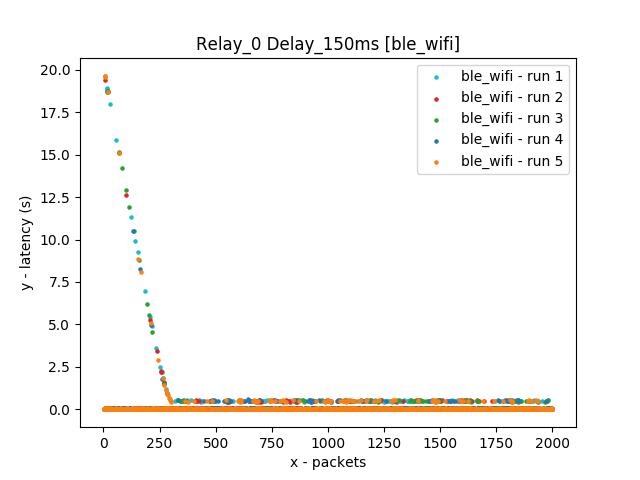 Relay_0 Delay_150ms [ble_wifi]
20.0
17.5
15.0
12.5
10.0
7.5
5.0
2.5
0.0
y - latency (s)
ble_wifi - run 1
ble_wifi - run 2
ble_wifi - run 3
ble_wifi - run 4
ble_wifi - run 5
0 250 500 750 1000 1250 1500 1750 2000
x - packets